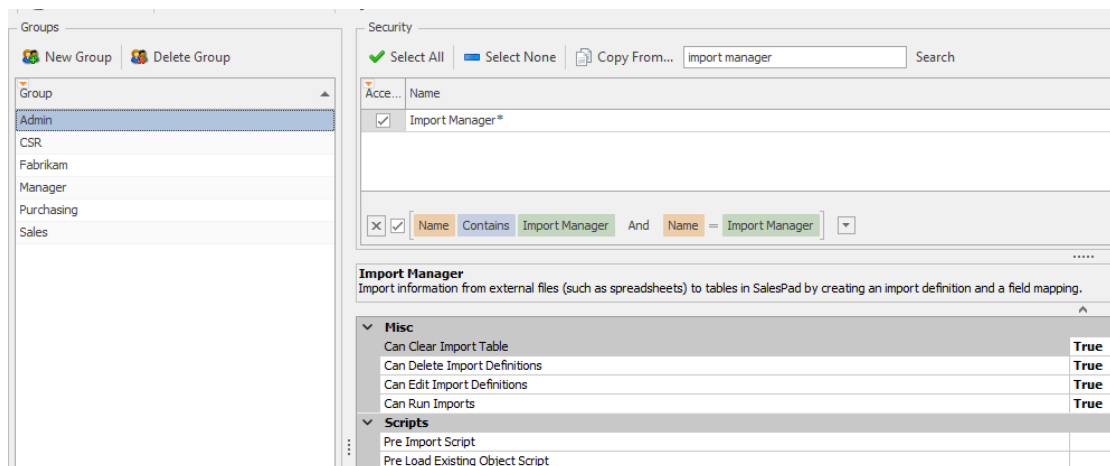 Groups
New Group Delete Group
Group
Admin
CSR
Fabrikam
Manager
Purchasing
Sales
Security
Select All Select None Copy From... import manager Search
Acce... Name
Import Manager*
Name Contains Import Manager And Name = Import Manager
Import Manager
Import information from external files (such as spreadsheets) to tables in SalesPad by creating an import definition and a field mapping.
Misc
Can Clear Import Table True
Can Delete Import Definitions True
Can Edit Import Definitions True
Can Run Imports True
Scripts
Pre Import Script
Pre Load Existing Object Script